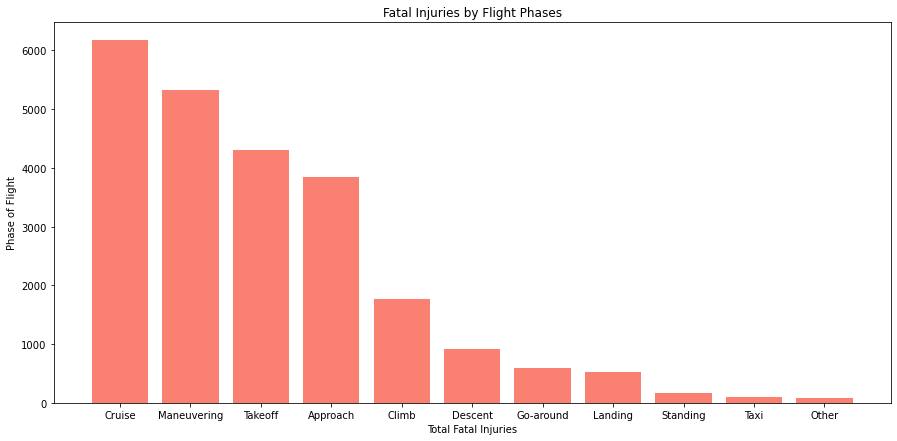 Fatal Injuries by Flight Phases
6000
5000
4000
3000
2000
1000
0
Phase of Flight
Cruise Maneuvering Takeoff Approach Climb Descent Go-around Landing Standing Taxi Other
Total Fatal Injuries